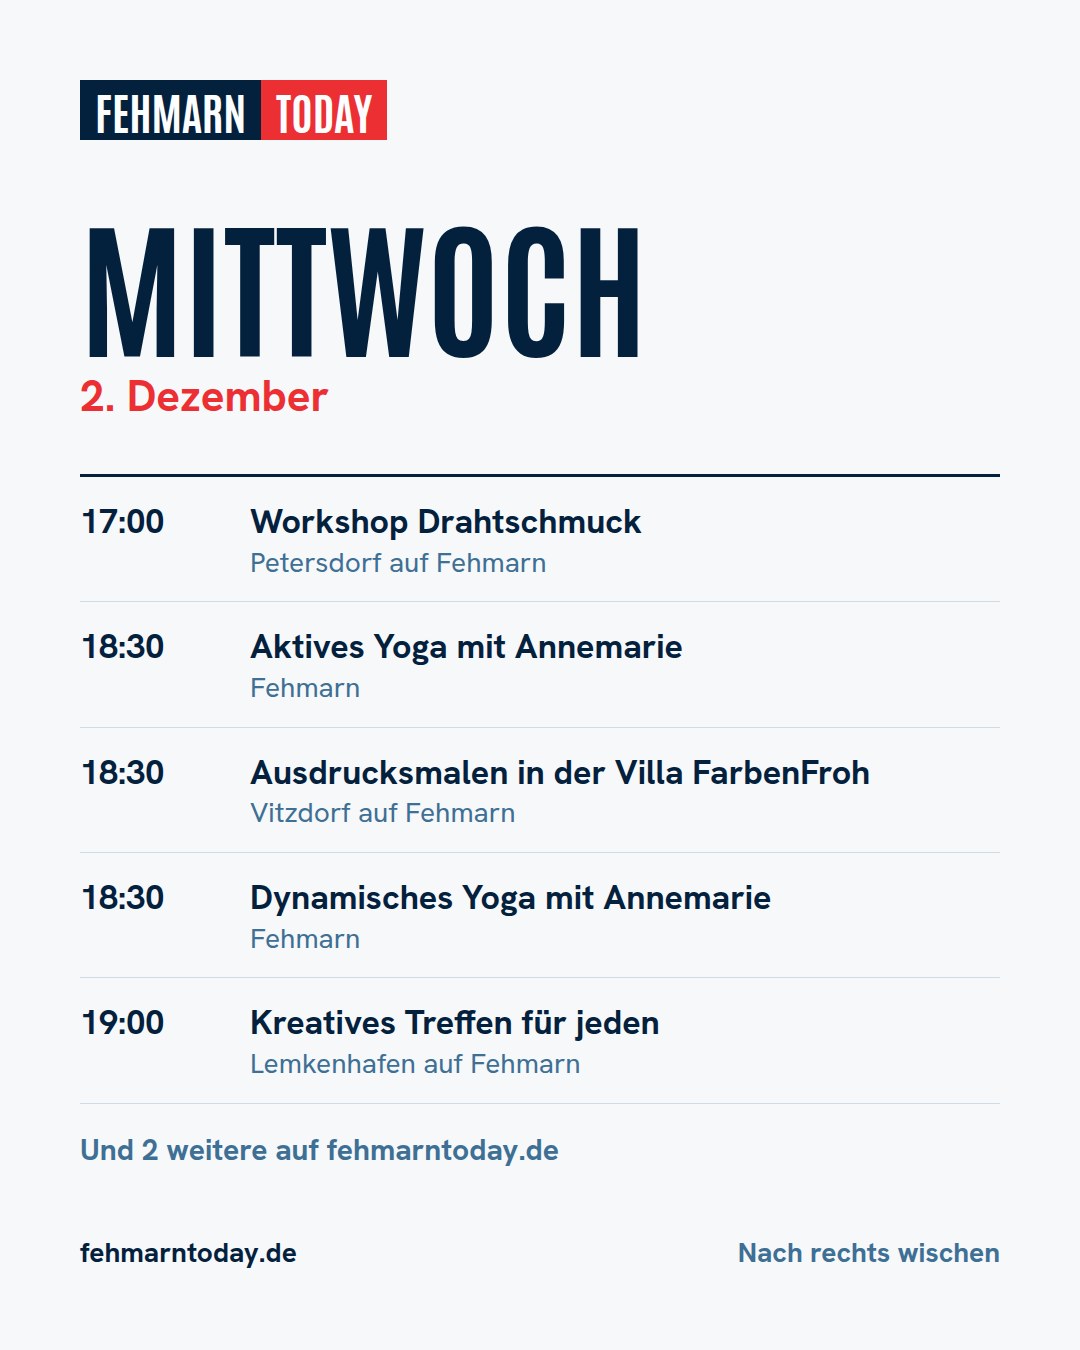 FEHMARN TODAY
MITTWOCH
2. Dezember
17:00 Workshop Drahtschmuck
Petersdorf auf Fehmarn
18:30 Aktives Yoga mit Annemarie
Fehmarn
18:30 Ausdrucksmalen in der Villa FarbenFroh
Vitzdorf auf Fehmarn
18:30 Dynamisches Yoga mit Annemarie
Fehmarn
19:00 Kreatives Treffen für jeden
Lemkenhafen auf Fehmarn
Und 2 weitere auf fehmarntoday.de
fehmarntoday.de Nach rechts wischen